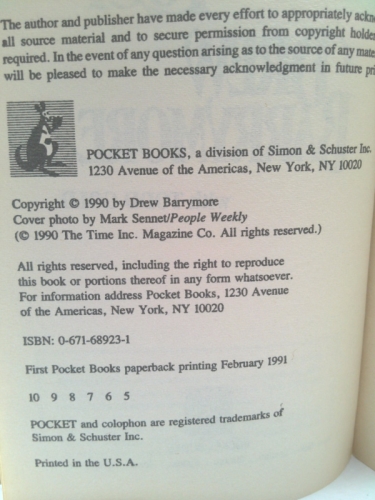 The author and publisher have made every effort to appropriately
all source material and to secure permission from copyright
required. In the event of any question arising as to the source of any
will be pleased to make the necessary acknowledgment in future
POCKET BOOKS, a division of Simon & Schuster Inc.
1230 Avenue of the Americas, New York, NY 10020
Copyright © 1990 by Drew Barrymore
Cover photo by Mark Sennet/People Weekly
(© 1990 The Time Inc. Magazine Co. All rights reserved.)
All rights reserved, including the right to reproduce
this book or portions thereof in any form whatsoever.
For information address Pocket Books, 1230 Avenue
of the Americas, New York, NY 10020
ISBN: 0-671-68923-1
First Pocket Books paperback printing February 1991
10 9 8 7 6 5
POCKET and colophon are registered trademarks of
Simon & Schuster Inc.
Printed in the U.S.A.